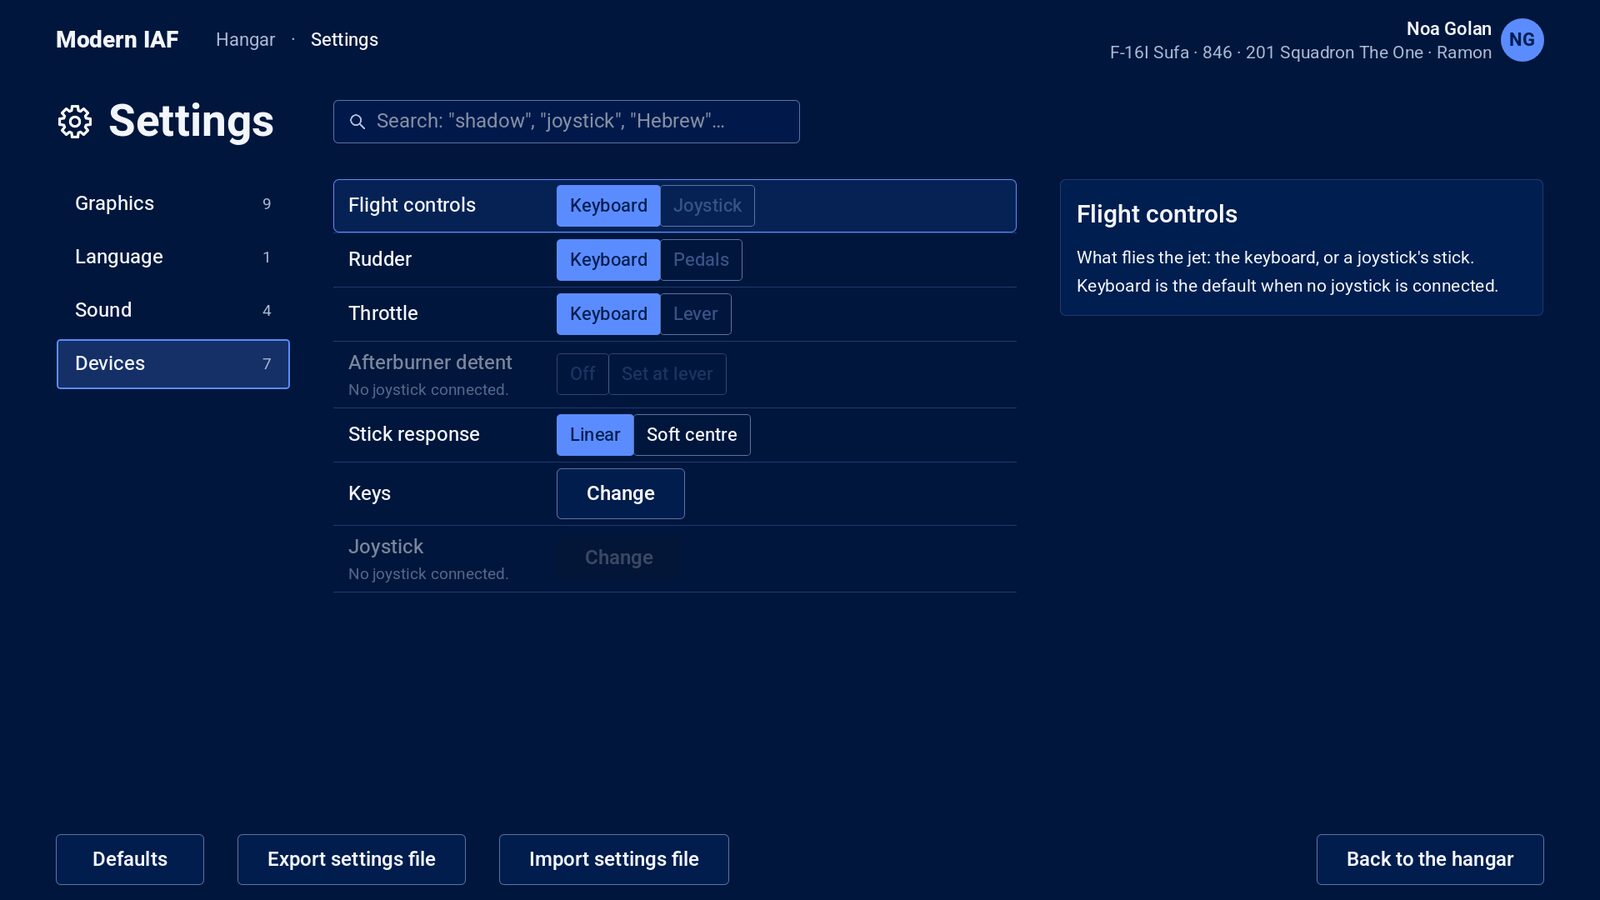 Modern IAF
Hangar · Settings
Noa Golan
F-16I Sufa · 846 · 201 Squadron The One · Ramon
NG
Settings
Search: "shadow", "joystick", "Hebrew"...
Graphics 9
Language 1
Sound 4
Devices 7
Flight controls Keyboard Joystick
Rudder Keyboard Pedals
Throttle Keyboard Lever
Afterburner detent Off Set at lever
No joystick connected.
Stick response Linear Soft centre
Keys Change
Joystick Change
No joystick connected.
Flight controls
What flies the jet: the keyboard, or a joystick's stick.
Keyboard is the default when no joystick is connected.
Defaults
Export settings file
Import settings file
Back to the hangar